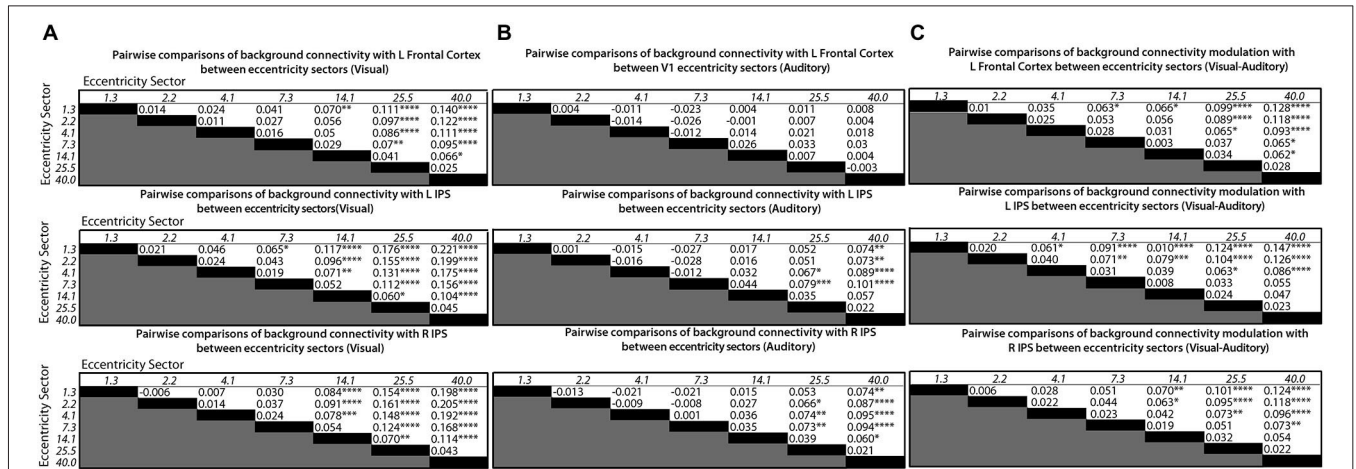 A
Pairwise comparisons of background connectivity with L Frontal Cortex
between eccentricity sectors (Visual)
Eccentricity Sector
Eccentricity Sector
1.3 2.2 4.1 7.3 14.1 25.5 40.0
1.3 0.014 0.024 0.041 0.070** 0.111**** 0.140****
2.2 0.011 0.027 0.056 0.097**** 0.122****
4.1 0.016 0.05 0.086**** 0.111****
7.3 0.029 0.07** 0.095****
14.1 0.041 0.066*
25.5 0.025
40.0
Pairwise comparisons of background connectivity with L IPS
between eccentricity sectors(Visual)
Eccentricity Sector
Eccentricity Sector
1.3 2.2 4.1 7.3 14.1 25.5 40.0
1.3 0.021 0.046 0.065* 0.117**** 0.176**** 0.221****
2.2 0.024 0.043 0.096**** 0.155**** 0.199****
4.1 0.019 0.071** 0.131**** 0.175****
7.3 0.052 0.112**** 0.156****
14.1 0.060* 0.104****
25.5 0.045
40.0
Pairwise comparisons of background connectivity with R IPS
between eccentricity sectors (Visual)
Eccentricity Sector
Eccentricity Sector
1.3 2.2 4.1 7.3 14.1 25.5 40.0
1.3 -0.006 0.007 0.030 0.084**** 0.154**** 0.198****
2.2 0.014 0.037 0.091**** 0.161**** 0.205****
4.1 0.024 0.078*** 0.148**** 0.192****
7.3 0.054 0.124**** 0.168****
14.1 0.070** 0.114****
25.5 0.043
40.0
B
Pairwise comparisons of background connectivity with L Frontal Cortex
between V1 eccentricity sectors (Auditory)
1.3 2.2 4.1 7.3 14.1 25.5 40.0
0.004 -0.011 -0.023 0.004 0.011 0.008
-0.014 -0.026 -0.001 0.007 0.004
-0.012 0.014 0.021 0.018
0.026 0.033 0.03
0.007 0.004
-0.003
Pairwise comparisons of background connectivity with L IPS
between eccentricity sectors (Auditory)
1.3 2.2 4.1 7.3 14.1 25.5 40.0
0.001 -0.015 -0.027 0.017 0.052 0.074**
-0.016 -0.028 0.016 0.051 0.073**
-0.012 0.032 0.067* 0.089****
0.044 0.079*** 0.101****
0.035 0.057
0.022
Pairwise comparisons of background connectivity with R IPS
between eccentricity sectors (Auditory)
1.3 2.2 4.1 7.3 14.1 25.5 40.0
-0.013 -0.021 -0.021 0.015 0.053 0.074**
-0.009 -0.008 0.027 0.066* 0.087****
0.001 0.036 0.074** 0.095****
0.035 0.073** 0.094****
0.039 0.060*
0.021
C
Pairwise comparisons of background connectivity modulation with
L Frontal Cortex between eccentricity sectors (Visual-Auditory)
1.3 2.2 4.1 7.3 14.1 25.5 40.0
0.01 0.035 0.063* 0.066* 0.099**** 0.128****
0.025 0.053 0.056 0.089**** 0.118****
0.028 0.031 0.065* 0.093****
0.003 0.037 0.065*
0.034 0.062*
0.028
Pairwise comparisons of background connectivity modulation with
L IPS between eccentricity sectors (Visual-Auditory)
1.3 2.2 4.1 7.3 14.1 25.5 40.0
0.020 0.061* 0.091**** 0.010**** 0.124**** 0.147****
0.040 0.071** 0.079*** 0.104**** 0.126****
0.031 0.039 0.063* 0.086****
0.008 0.033 0.055
0.024 0.047
0.023
Pairwise comparisons of background connectivity modulation with
R IPS between eccentricity sectors (Visual-Auditory)
1.3 2.2 4.1 7.3 14.1 25.5 40.0
0.006 0.028 0.051 0.070** 0.101**** 0.124****
0.022 0.044 0.063* 0.095**** 0.118****
0.023 0.042 0.073** 0.096****
0.019 0.051 0.073**
0.032 0.054
0.022